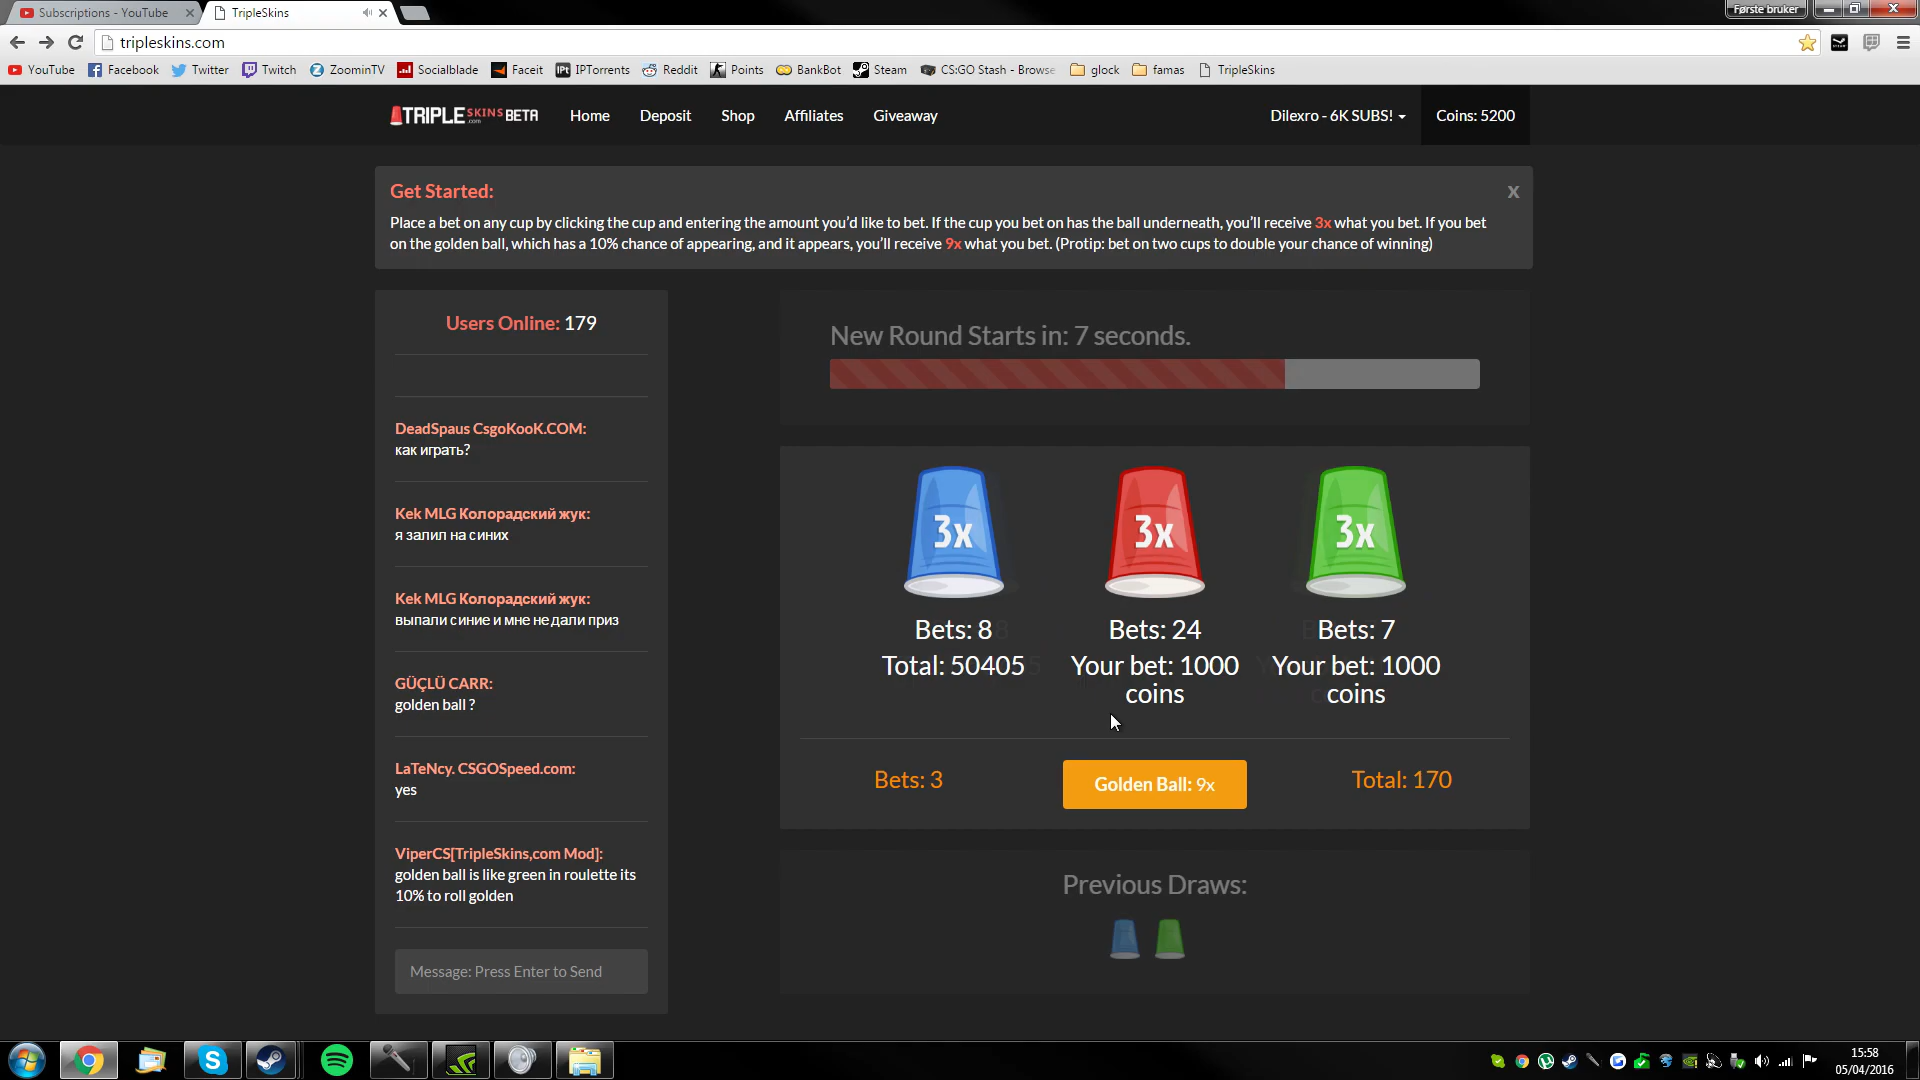 Subscriptions - YouTube
TripleSkins
Første bruker
tripleskins.com
YouTube
Facebook
Twitter
Twitch
ZoominTV
Socialblade
Faceit
IPTorrents
Reddit
Points
BankBot
Steam
CS:GO Stash - Browse
glock
famas
TripleSkins
TRIPLE SKINS .com BETA
Home
Deposit
Shop
Affiliates
Giveaway
Dilexro - 6K SUBS!
Coins: 5200
Get Started:
x
Place a bet on any cup by clicking the cup and entering the amount you'd like to bet. If the cup you bet on has the ball underneath, you'll receive 3x what you bet. If you bet
on the golden ball, which has a 10% chance of appearing, and it appears, you'll receive 9x what you bet. (Protip: bet on two cups to double your chance of winning)
Users Online: 179
DeadSpaus CsgoKooK.COM:
как играть?
Kek MLG Колорадский жук:
я залил на синих
Kek MLG Колорадский жук:
выпали синие и мне не дали приз
GÜÇLÜ CARR:
golden ball ?
LaTeNcy. CSGOSpeed.com:
yes
ViperCS[TripleSkins,com Mod]:
golden ball is like green in roulette its
10% to roll golden
Message: Press Enter to Send
New Round Starts in: 7 seconds.
3x
3x
3x
Bets: 8
Bets: 24
Bets: 7
Total: 50405
Your bet: 1000
coins
Your bet: 1000
coins
Bets: 3
Golden Ball: 9x
Total: 170
Previous Draws:
15:58
05/04/2016